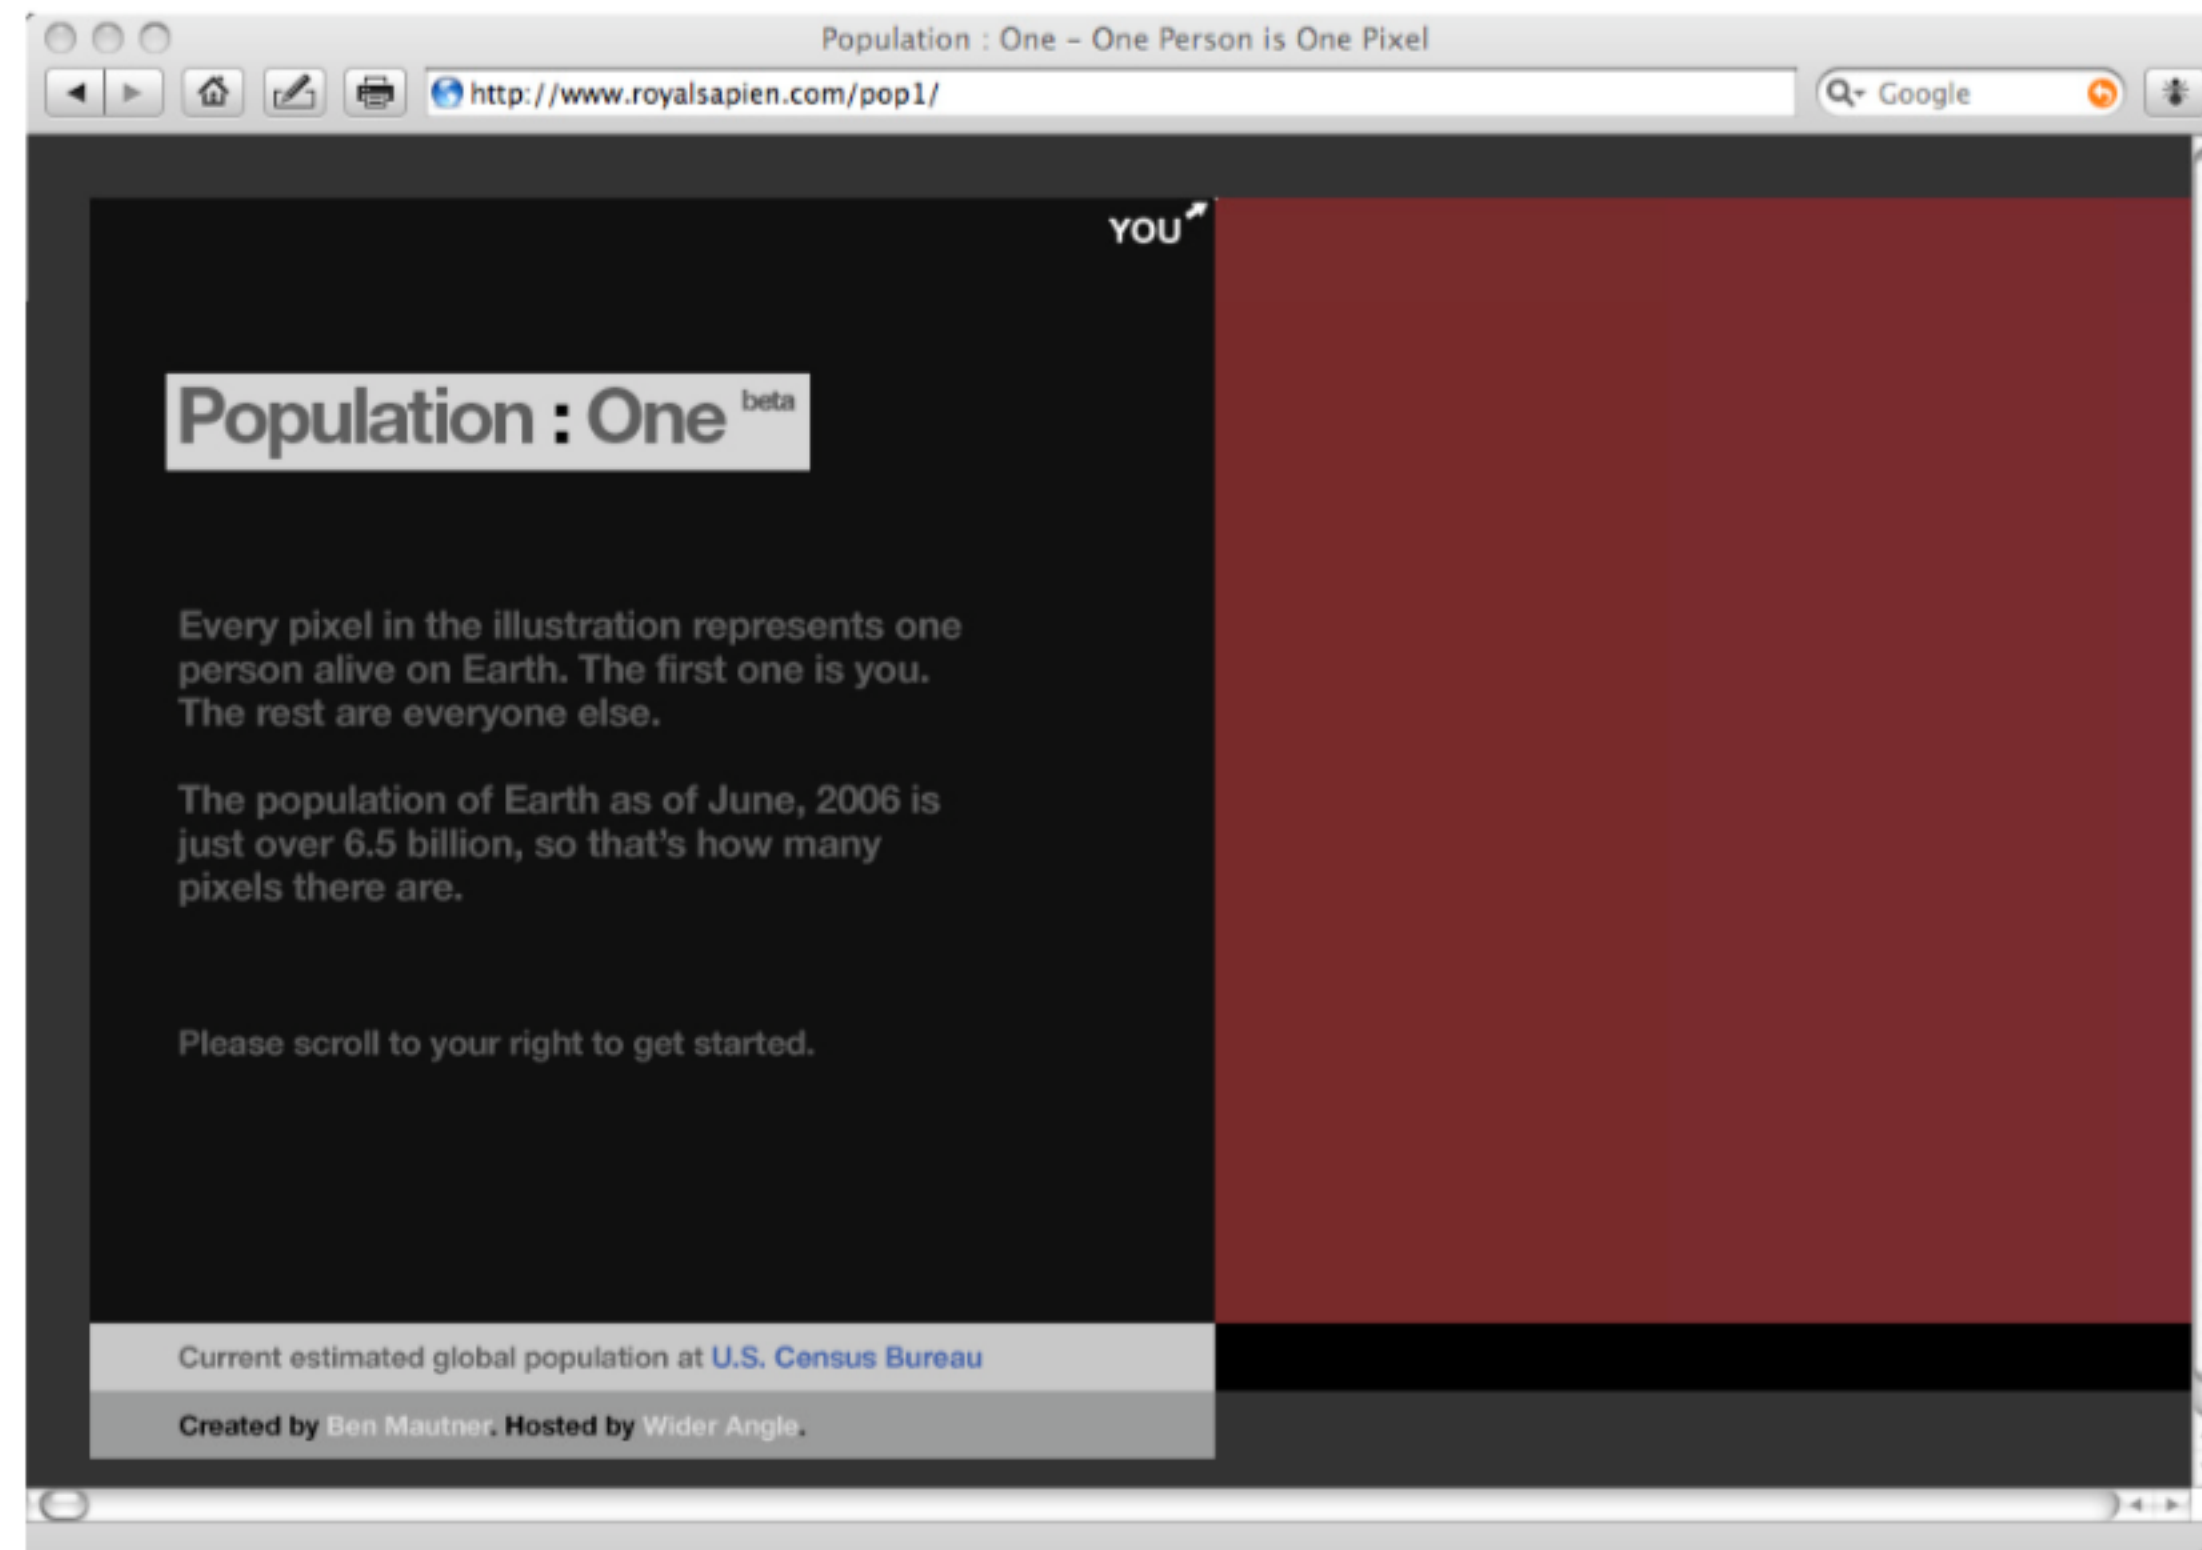 Population : One – One Person is One Pixel
http://www.royalsapien.com/pop1/
Google
YOU
Population : One beta
Every pixel in the illustration represents one
person alive on Earth. The first one is you.
The rest are everyone else.
The population of Earth as of June, 2006 is
just over 6.5 billion, so that's how many
pixels there are.
Please scroll to your right to get started.
Current estimated global population at U.S. Census Bureau
Created by Ben Mautner. Hosted by Wider Angle.